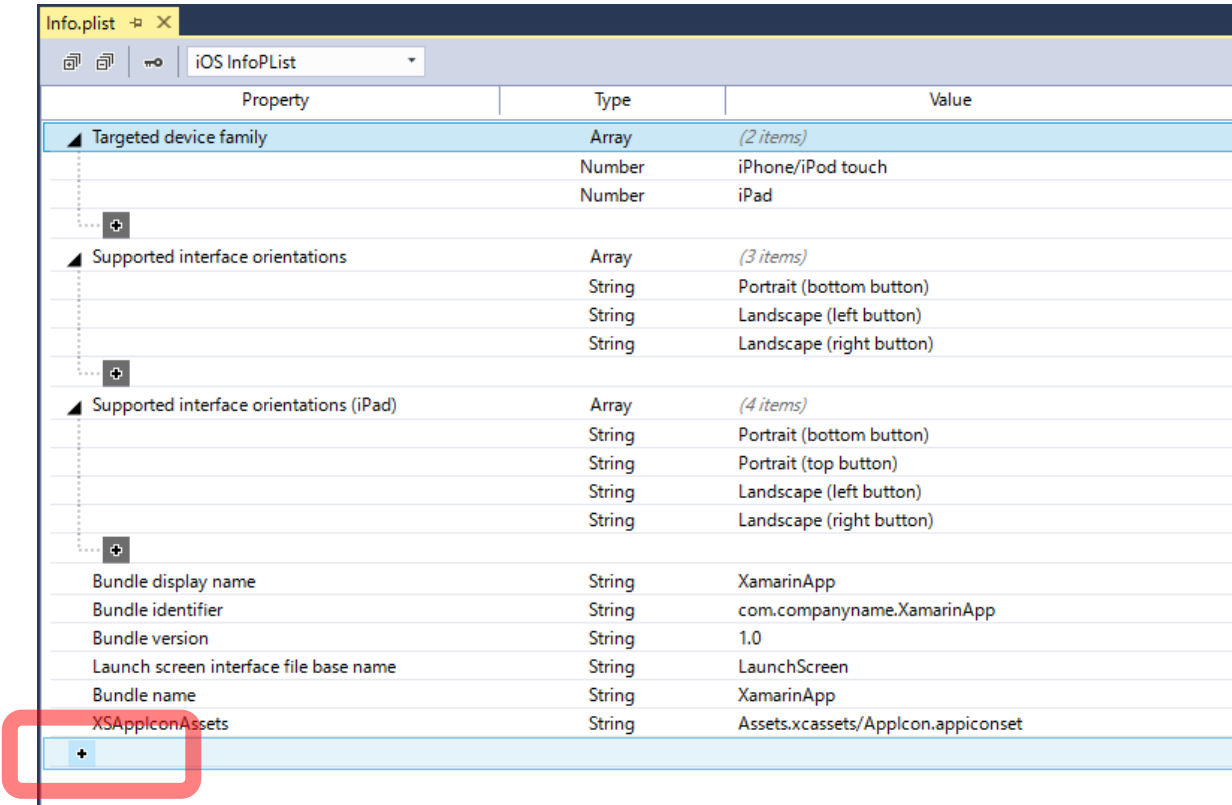 Info.plist
iOS InfoPList
Property Type Value
Targeted device family Array (2 items)
Number iPhone/iPod touch
Number iPad
Supported interface orientations Array (3 items)
String Portrait (bottom button)
String Landscape (left button)
String Landscape (right button)
Supported interface orientations (iPad) Array (4 items)
String Portrait (bottom button)
String Portrait (top button)
String Landscape (left button)
String Landscape (right button)
Bundle display name String XamarinApp
Bundle identifier String com.companyname.XamarinApp
Bundle version String 1.0
Launch screen interface file base name String LaunchScreen
Bundle name String XamarinApp
XSAppIconAssets String Assets.xcassets/AppIcon.appiconset